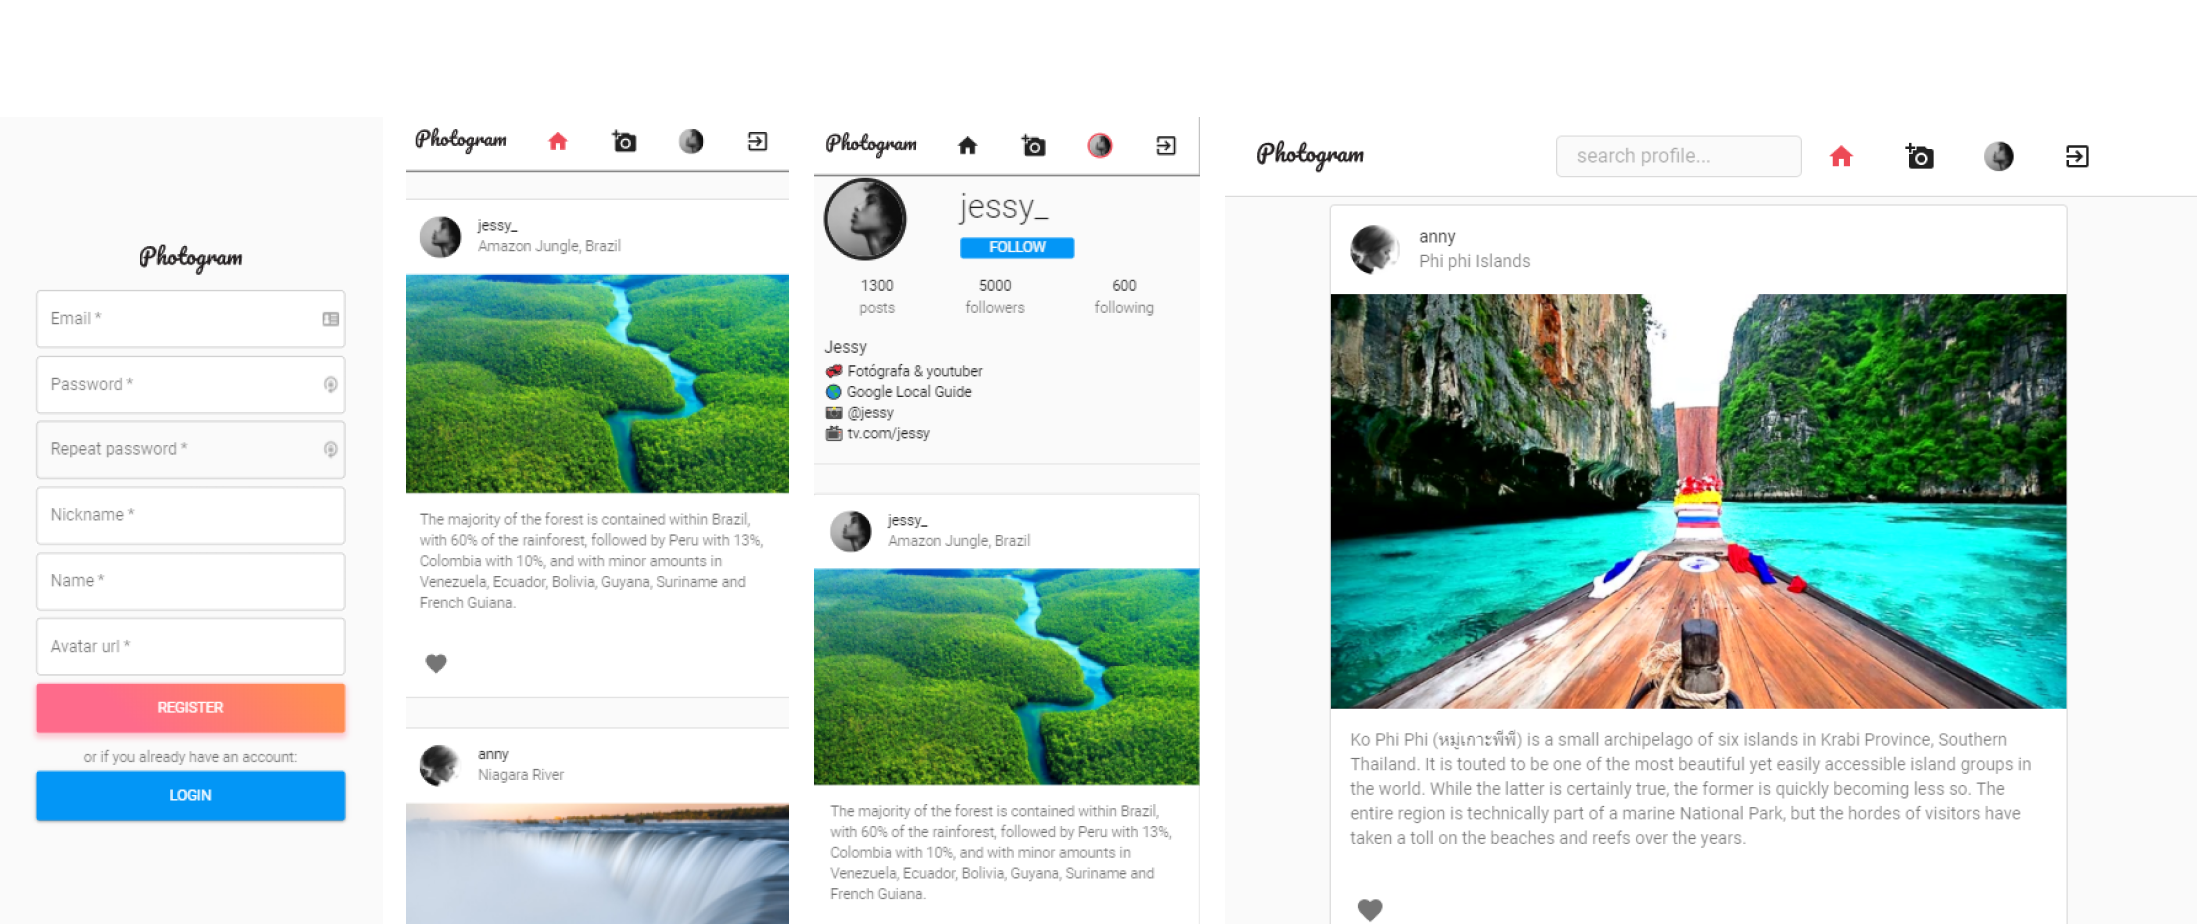 Photogram
Email *
Password *
Repeat password *
Nickname *
Name *
Avatar url *
REGISTER
or if you already have an account:
LOGIN
Photogram
jessy_
Amazon Jungle, Brazil
The majority of the forest is contained within Brazil,
with 60% of the rainforest, followed by Peru with 13%,
Colombia with 10%, and with minor amounts in
Venezuela, Ecuador, Bolivia, Guyana, Suriname and
French Guiana.
anny
Niagara River
Photogram
jessy_
FOLLOW
1300 5000 600
posts followers following
Jessy
Fotógrafa & youtuber
Google Local Guide
@jessy
tv.com/jessy
jessy_
Amazon Jungle, Brazil
The majority of the forest is contained within Brazil,
with 60% of the rainforest, followed by Peru with 13%,
Colombia with 10%, and with minor amounts in
Venezuela, Ecuador, Bolivia, Guyana, Suriname and
French Guiana.
Photogram
search profile...
anny
Phi phi Islands
Ko Phi Phi (หมู่เกาะพีพี) is a small archipelago of six islands in Krabi Province, Southern
Thailand. It is touted to be one of the most beautiful yet easily accessible island groups in
the world. While the latter is certainly true, the former is quickly becoming less so. The
entire region is technically part of a marine National Park, but the hordes of visitors have
taken a toll on the beaches and reefs over the years.